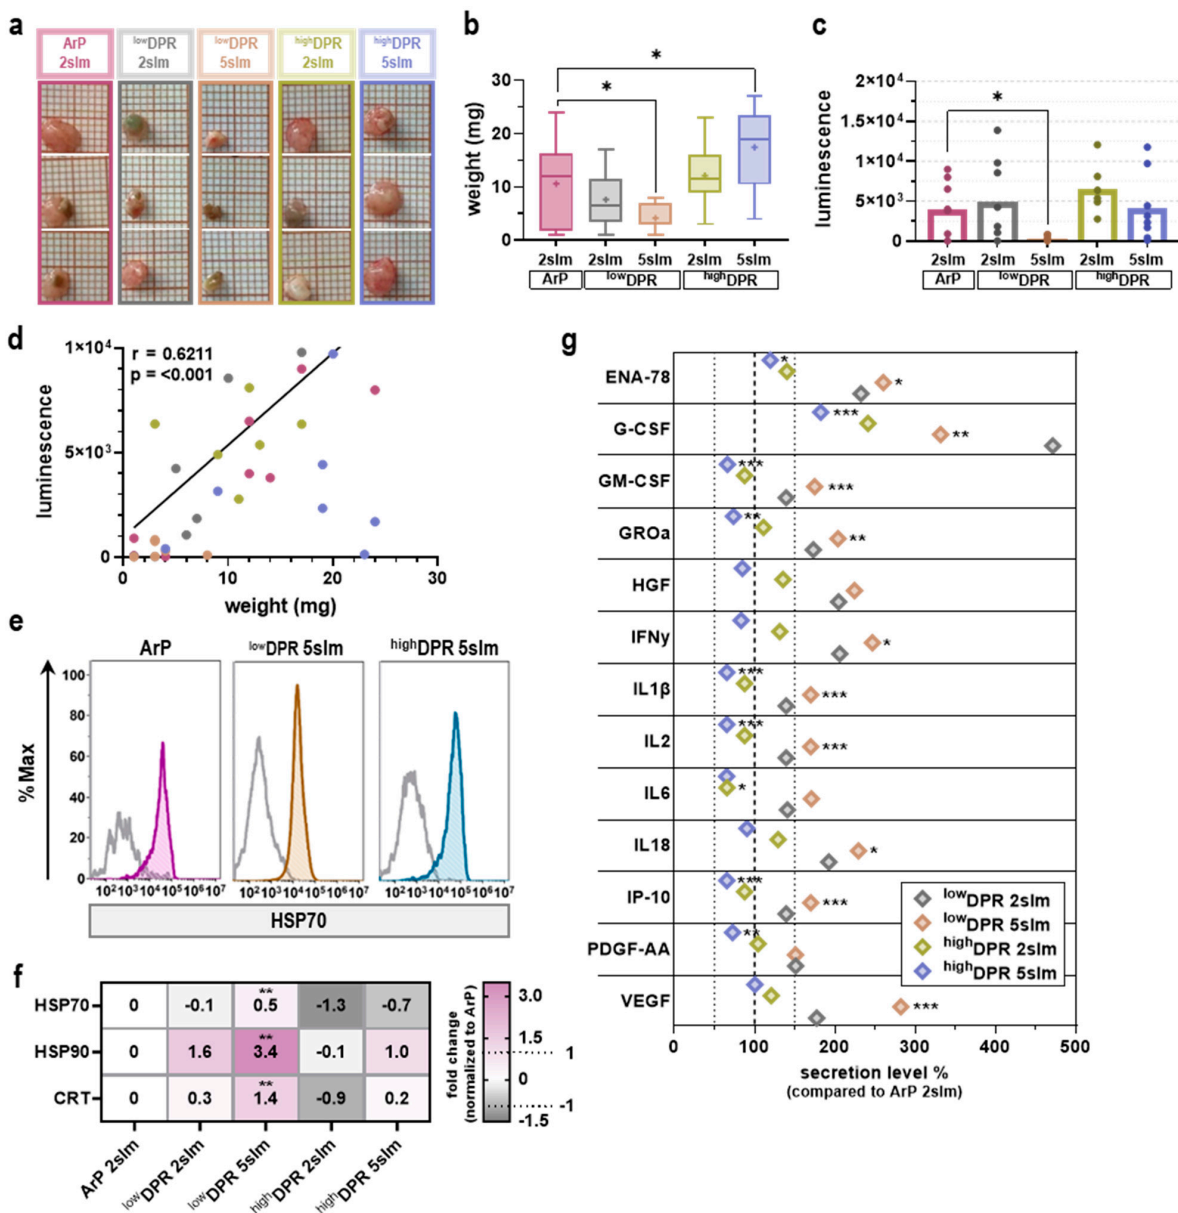 a
ArP
2slm
lowDPR
2slm
lowDPR
5slm
highDPR
2slm
highDPR
5slm
b
weight (mg)
30
20
10
0
*
*
2slm 2slm 5slm 2slm 5slm
ArP lowDPR highDPR
c
luminescence
2×10⁴
1.5×10⁴
1×10⁴
5×10³
0
*
2slm 2slm 5slm 2slm 5slm
ArP lowDPR highDPR
d
luminescence
1×10⁴
5×10³
0
r = 0.6211
p = <0.001
0 10 20 30
weight (mg)
e
ArP lowDPR 5slm highDPR 5slm
% Max
100
80
60
40
20
0
10² 10³ 10⁴ 10⁵ 10⁶ 10⁷ 10² 10³ 10⁴ 10⁵ 10⁶ 10⁷ 10² 10³ 10⁴ 10⁵ 10⁶ 10⁷
HSP70
f
HSP70 0 -0.1 ** 0.5 -1.3 -0.7
HSP90 0 1.6 ** 3.4 -0.1 1.0
CRT 0 0.3 ** 1.4 -0.9 0.2
ArP 2slm
lowDPR 2slm
lowDPR 5slm
highDPR 2slm
highDPR 5slm
fold change
(normalized to ArP)
3.0
1.5
1
0
-1
-1.5
g
ENA-78 * *
G-CSF *** **
GM-CSF *** ***
GROa ** **
HGF
IFNy *
IL1β *** ***
IL2 *** ***
IL6 *
IL18 *
IP-10 *** ***
PDGF-AA **
VEGF ***
lowDPR 2slm
lowDPR 5slm
highDPR 2slm
highDPR 5slm
0 100 200 300 400 500
secretion level %
(compared to ArP 2slm)